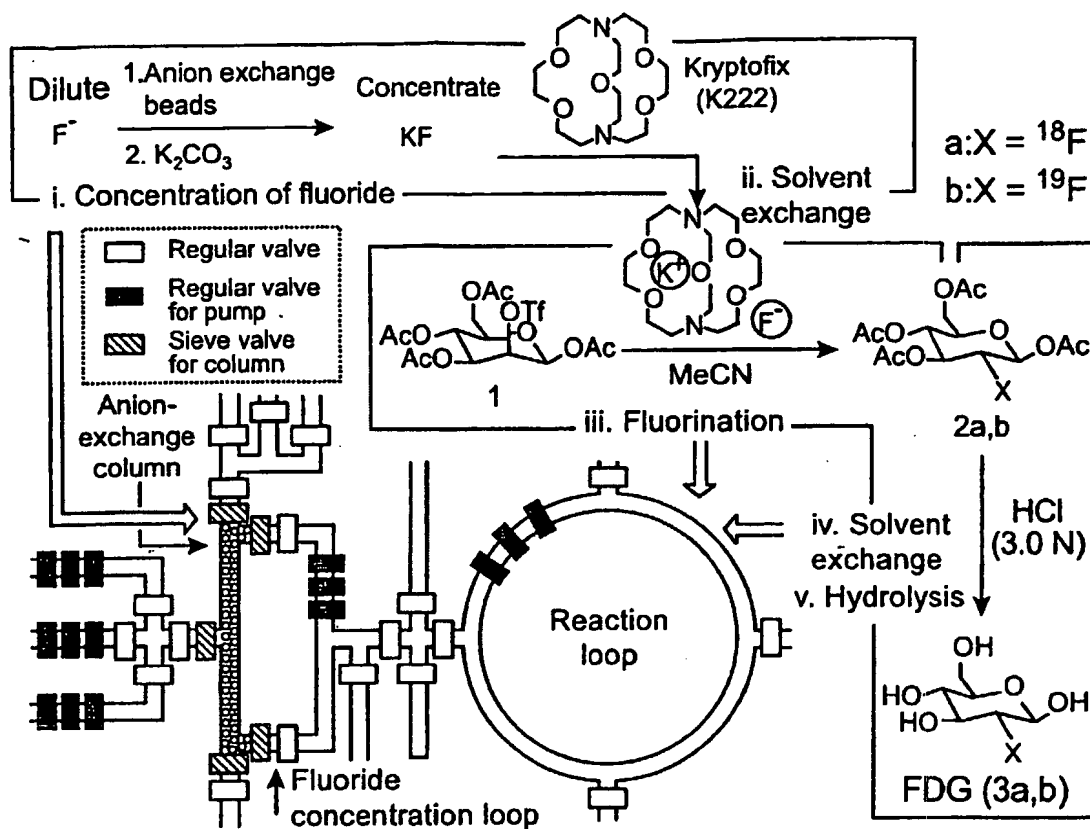 Dilute
F⁻
1.Anion exchange
beads
2. K₂CO₃
Concentrate
KF
N
O
O
O
O
O
O
N
Kryptofix
(K222)
a:X = ¹⁸F
b:X = ¹⁹F
i. Concentration of fluoride
ii. Solvent
exchange
Regular valve
Regular valve
for pump
Sieve valve
for column
N
O
O
K⁺
O
O
O
O
N
F⁻
OAc
OTf
AcO
AcO
O
OAc
1
MeCN
OAc
AcO
AcO
O
OAc
X
2a,b
iii. Fluorination
Anion-
exchange
column
iv. Solvent
exchange
v. Hydrolysis
HCl
(3.0 N)
Reaction
loop
OH
HO
HO
O
OH
X
FDG (3a,b)
Fluoride
concentration loop